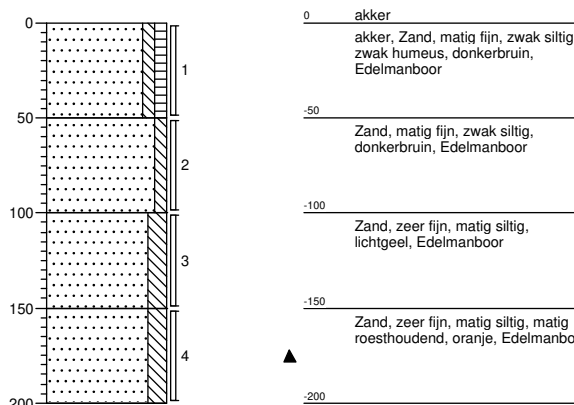 0
0 akker
akker, Zand, matig fijn, zwak siltig
zwak humeus, donkerbruin,
Edelmanboor
1
50
-50
Zand, matig fijn, zwak siltig,
donkerbruin, Edelmanboor
2
100
-100
Zand, zeer fijn, matig siltig,
lichtgeel, Edelmanboor
3
150
-150
Zand, zeer fijn, matig siltig, matig
roesthoudend, oranje, Edelmanbo
4
200
-200